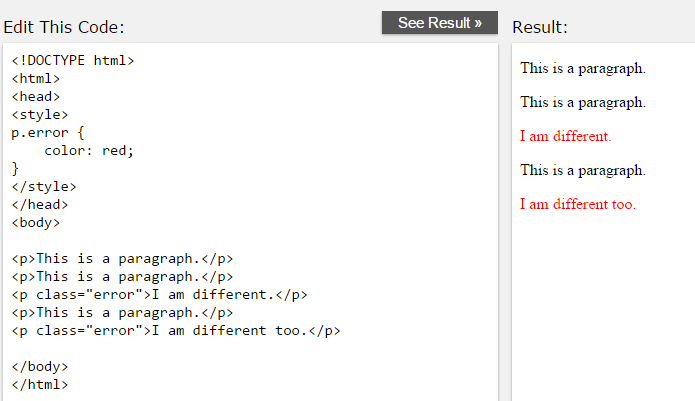 Edit This Code:
See Result »
<!DOCTYPE html>
<html>
<head>
<style>
p.error {
    color: red;
}
</style>
</head>
<body>

<p>This is a paragraph.</p>
<p>This is a paragraph.</p>
<p class="error">I am different.</p>
<p>This is a paragraph.</p>
<p class="error">I am different too.</p>

</body>
</html>
Result:
This is a paragraph.
This is a paragraph.
I am different.
This is a paragraph.
I am different too.